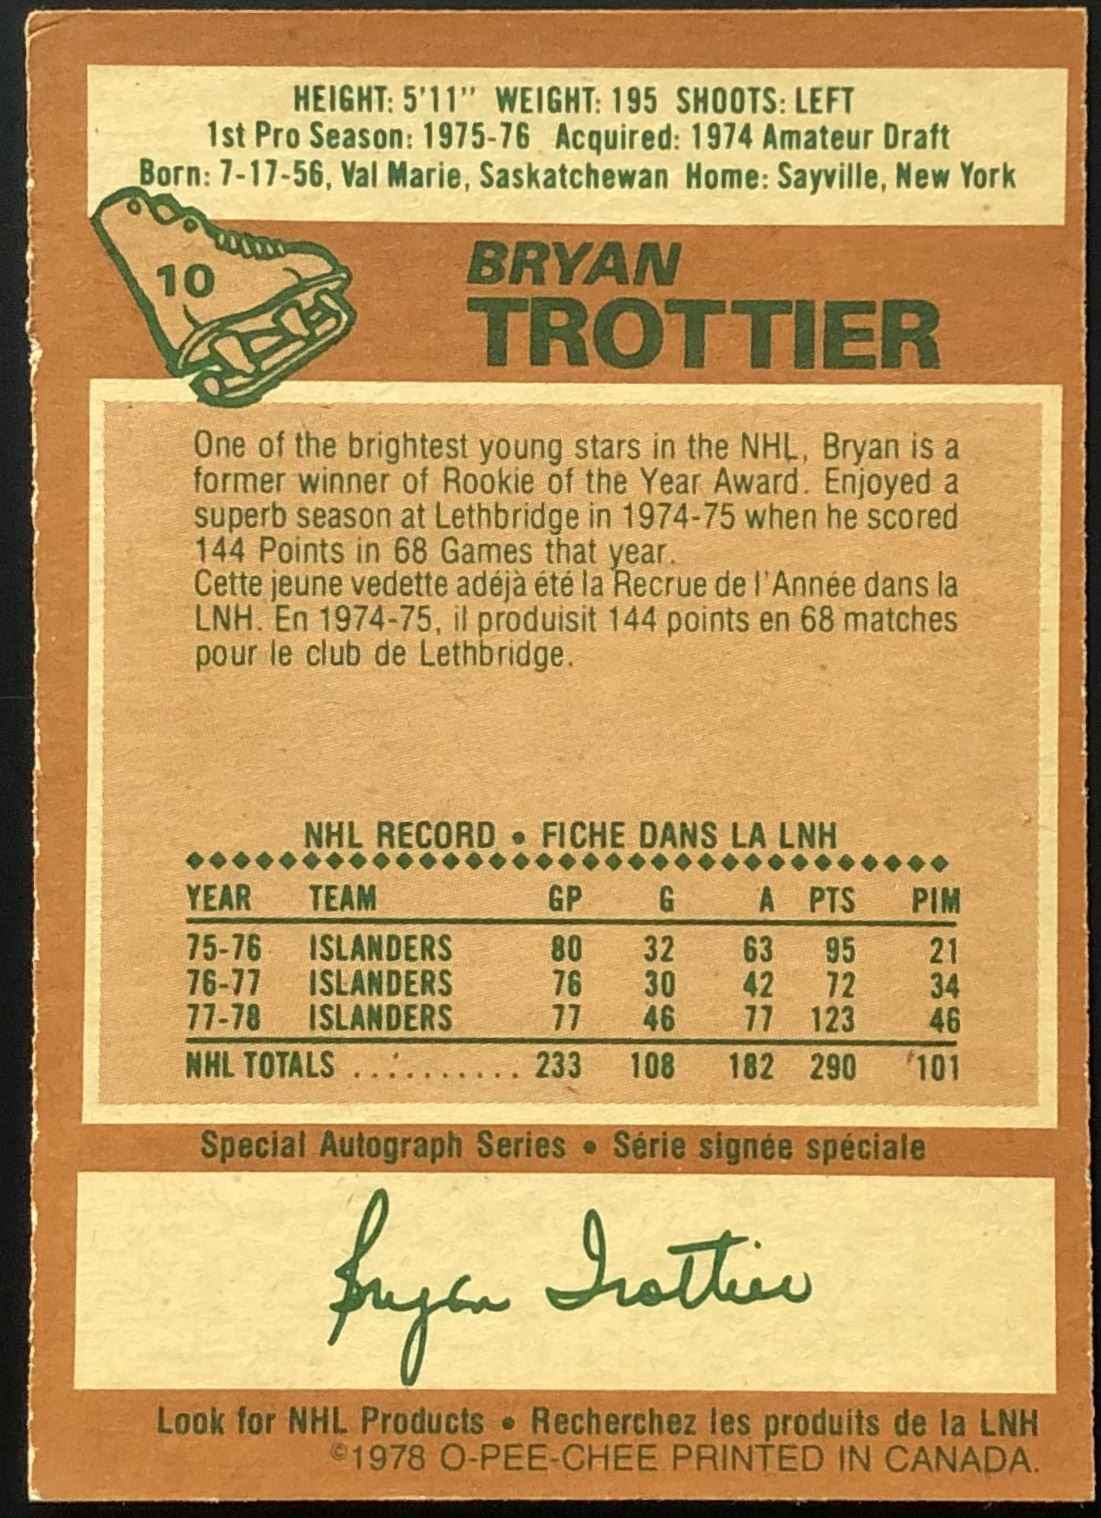 HEIGHT: 5'11" WEIGHT: 195 SHOOTS: LEFT
1st Pro Season: 1975-76 Acquired: 1974 Amateur Draft
Born: 7-17-56, Val Marie, Saskatchewan Home: Sayville, New York
10
BRYAN
TROTTIER
One of the brightest young stars in the NHL, Bryan is a
former winner of Rookie of the Year Award. Enjoyed a
superb season at Lethbridge in 1974-75 when he scored
144 Points in 68 Games that year.
Cette jeune vedette adéjà été la Recrue de l'Année dans la
LNH. En 1974-75, il produisit 144 points en 68 matches
pour le club de Lethbridge.
NHL RECORD • FICHE DANS LA LNH
YEAR TEAM GP G A PTS PIM
75-76 ISLANDERS 80 32 63 95 21
76-77 ISLANDERS 76 30 42 72 34
77-78 ISLANDERS 77 46 77 123 46
NHL TOTALS .......... 233 108 182 290 101
Special Autograph Series • Série signée spéciale
Bryan Trottier
Look for NHL Products • Recherchez les produits de la LNH
©1978 O-PEE-CHEE PRINTED IN CANADA.